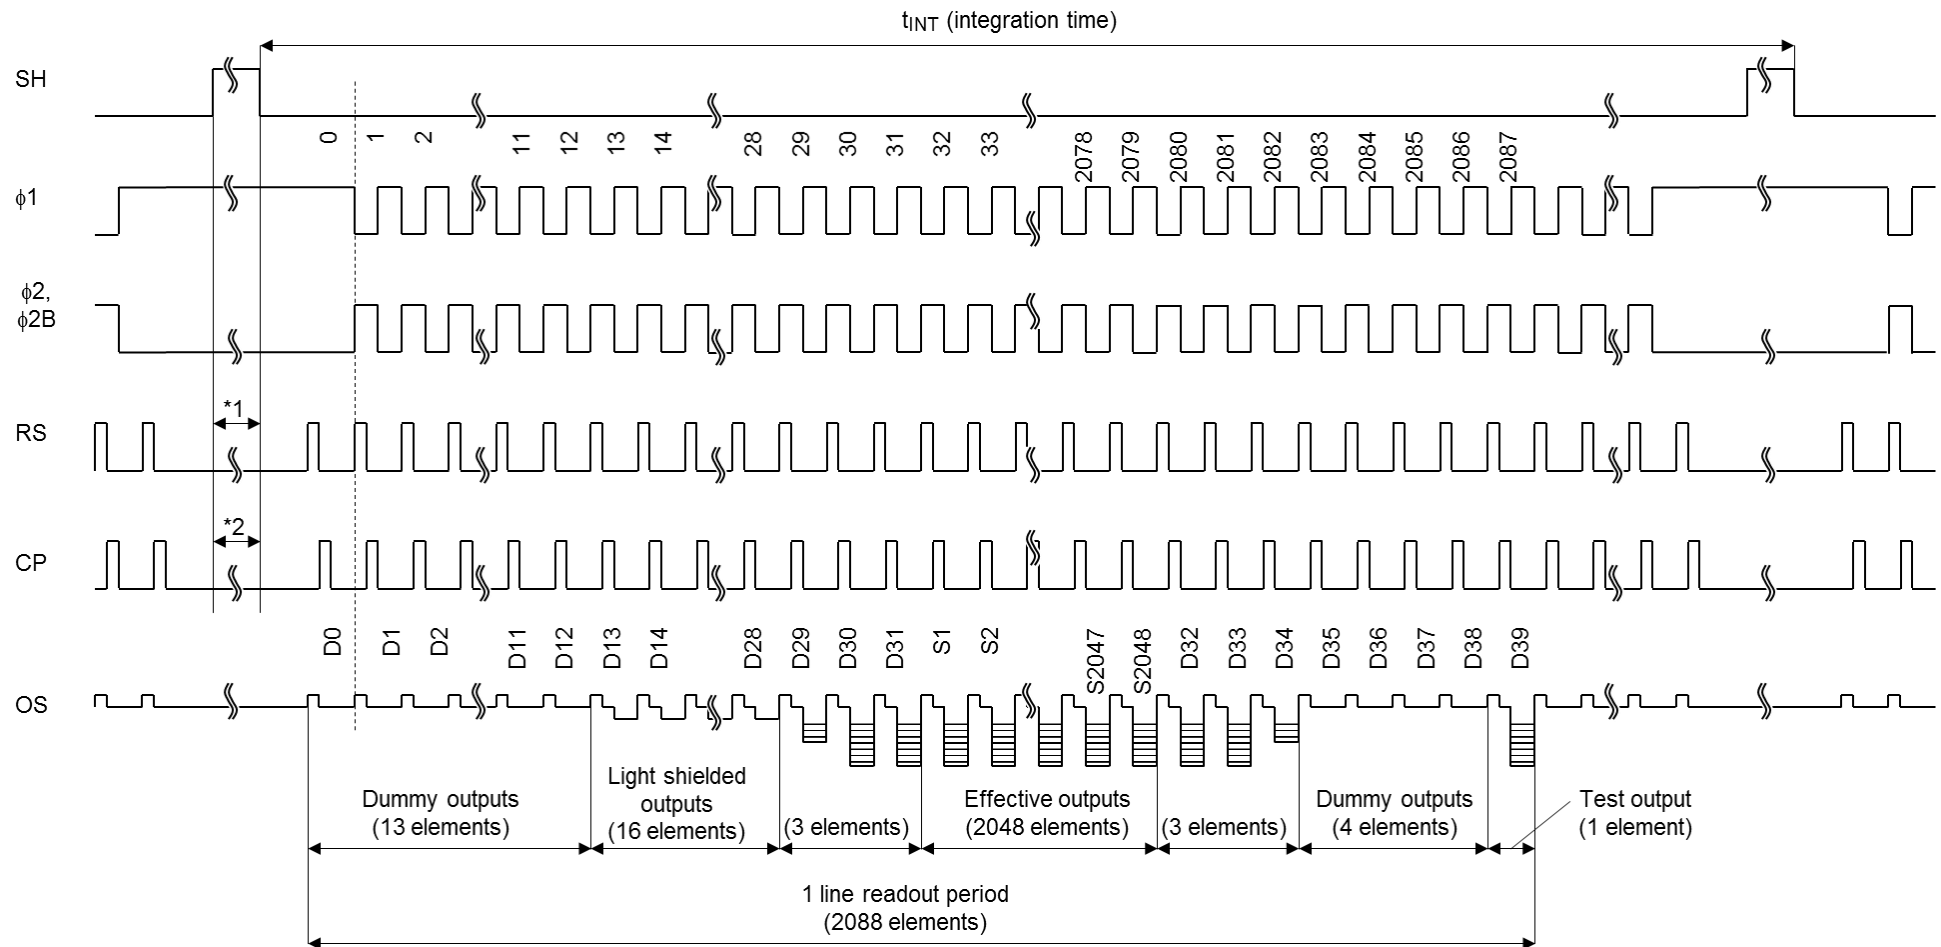 t_INT (integration time)
SH
0 1 2 11 12 13 14 28 29 30 31 32 33 2078 2079 2080 2081 2082 2083 2084 2085 2086 2087
ϕ1
ϕ2,
ϕ2B
*1
RS
*2
CP
D0 D1 D2 D11 D12 D13 D14 D28 D29 D30 D31 S1 S2 S2047 S2048 D32 D33 D34 D35 D36 D37 D38 D39
OS
Dummy outputs
(13 elements)
Light shielded
outputs
(16 elements)
(3 elements)
Effective outputs
(2048 elements)
(3 elements)
Dummy outputs
(4 elements)
Test output
(1 element)
1 line readout period
(2088 elements)